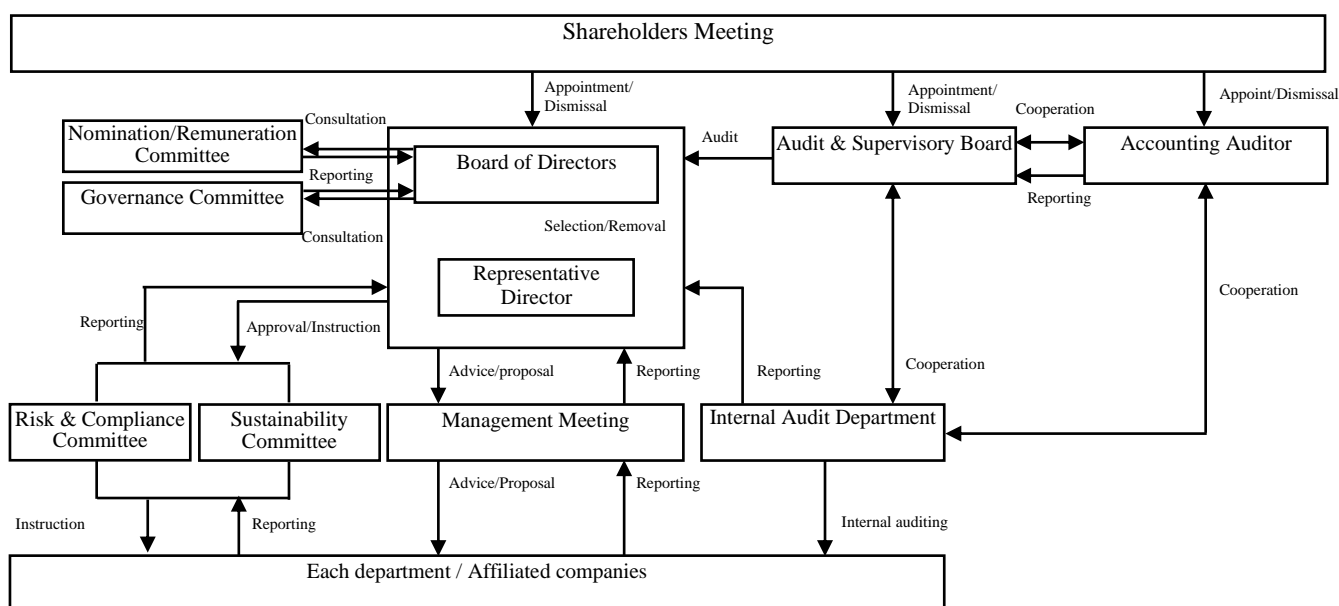 Shareholders Meeting
Appointment/
Dismissal
Appointment/
Dismissal
Appoint/Dismissal
Cooperation
Consultation
Nomination/Remuneration
Committee
Audit
Audit & Supervisory Board
Accounting Auditor
Board of Directors
Reporting
Reporting
Governance Committee
Selection/Removal
Consultation
Representative
Director
Cooperation
Reporting
Approval/Instruction
Advice/proposal
Reporting
Reporting
Cooperation
Risk & Compliance
Committee
Sustainability
Committee
Management Meeting
Internal Audit Department
Advice/Proposal
Reporting
Instruction
Reporting
Internal auditing
Each department / Affiliated companies